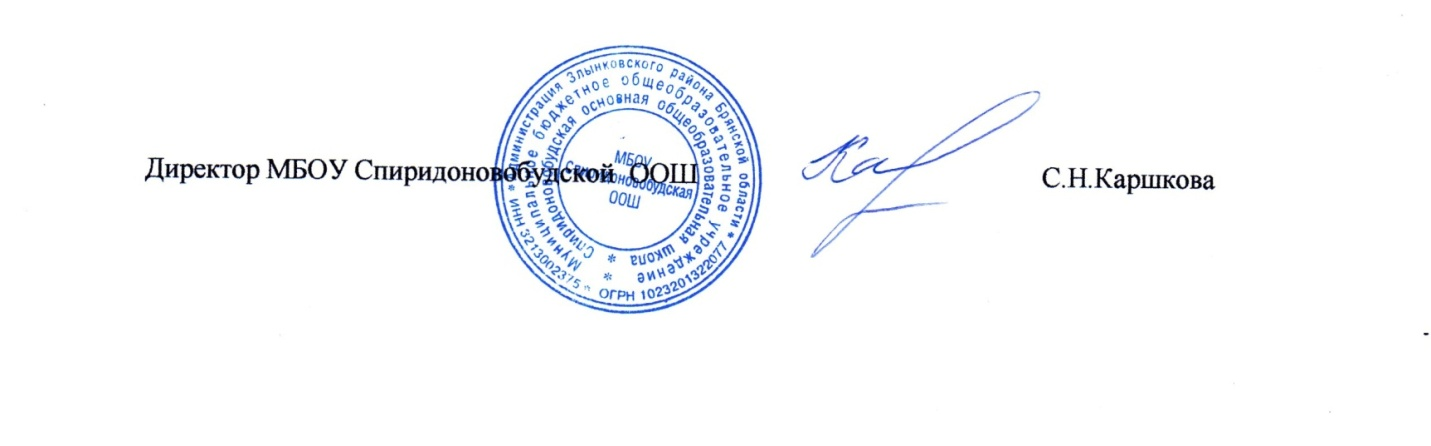 Директор МБОУ Спиридоновобудской ООШ
С.Н.Каршкова
* Администрация Злынковского района Брянской области *
ИНН 3213002375 * ОГРН 1023201322077 *
Муниципальное бюджетное общеобразовательное учреждение *
Спиридоновобудская основная общеобразовательная школа *
МБОУ
Спиридоновобудская
ООШ
Ка